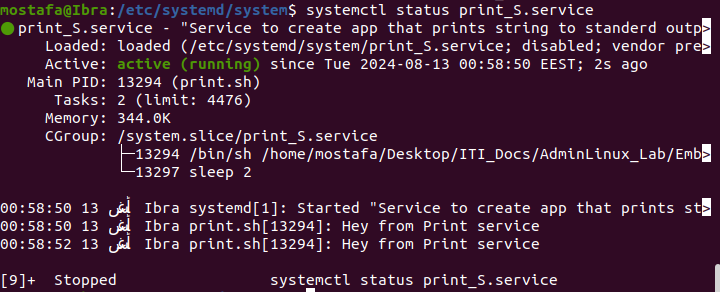 mostafa@Ibra:/etc/systemd/system$ systemctl status print_S.service
● print_S.service - "Service to create app that prints string to standerd outp>
Loaded: loaded (/etc/systemd/system/print_S.service; disabled; vendor pre>
Active: active (running) since Tue 2024-08-13 00:58:50 EEST; 2s ago
Main PID: 13294 (print.sh)
Tasks: 2 (limit: 4476)
Memory: 344.0K
CGroup: /system.slice/print_S.service
├─13294 /bin/sh /home/mostafa/Desktop/ITI_Docs/AdminLinux_Lab/Emb>
└─13297 sleep 2
00:58:50 13 Ibra systemd[1]: Started "Service to create app that prints st>
00:58:50 13 Ibra print.sh[13294]: Hey from Print service
00:58:52 13 Ibra print.sh[13294]: Hey from Print service
[9]+  Stopped                 systemctl status print_S.service